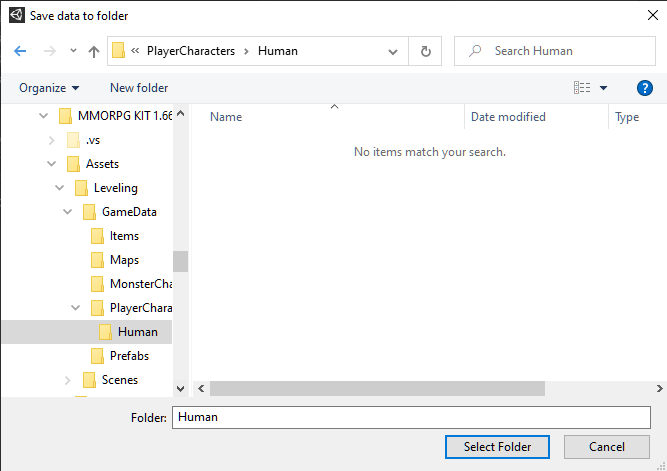 Save data to folder
« PlayerCharacters > Human
Search Human
Organize
New folder
?
MMORPG KIT 1.66
.vs
Assets
Leveling
GameData
Items
Maps
MonsterCha
PlayerChara
Human
Prefabs
Scenes
Name
Date modified
Type
No items match your search.
Folder:
Human
Select Folder
Cancel